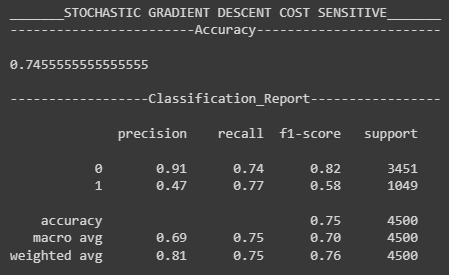 _______STOCHASTIC GRADIENT DESCENT COST SENSITIVE_______
------------------------Accuracy------------------------
0.7455555555555555
------------------Classification_Report-----------------
precision recall f1-score support
0 0.91 0.74 0.82 3451
1 0.47 0.77 0.58 1049
accuracy 0.75 4500
macro avg 0.69 0.75 0.70 4500
weighted avg 0.81 0.75 0.76 4500